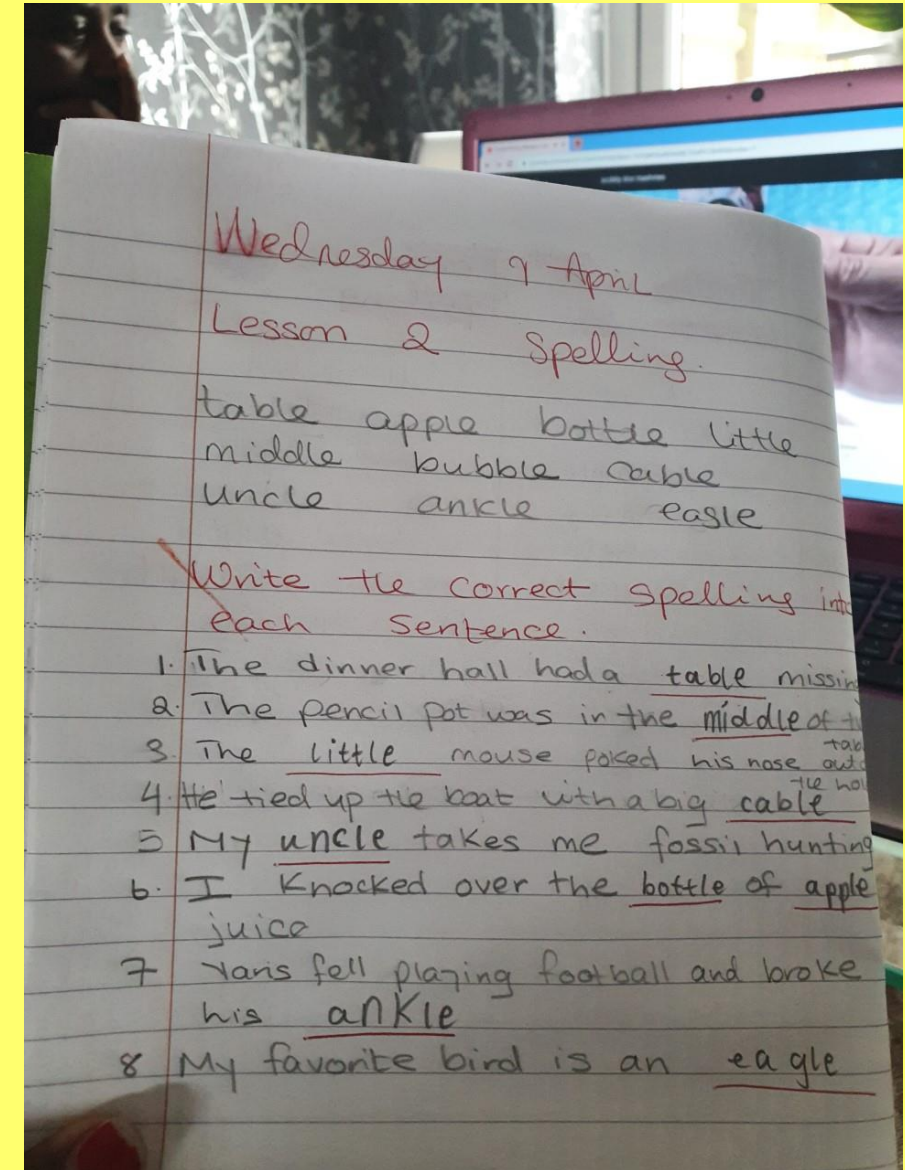 Wednesday 9 April
Lesson 2 Spelling.
table apple bottle little
middle bubble cable
uncle ankle eagle
Write the correct spelling into
each sentence.
1. The dinner hall had a table missing
2. The pencil pot was in the middle of
3. The little mouse poked his nose out
4. He tied up the boat with a big cable
5 My uncle takes me fossil hunting
6. I knocked over the bottle of apple
juice
7 Yaris fell playing football and broke
his ankle
8 My favorite bird is an eagle